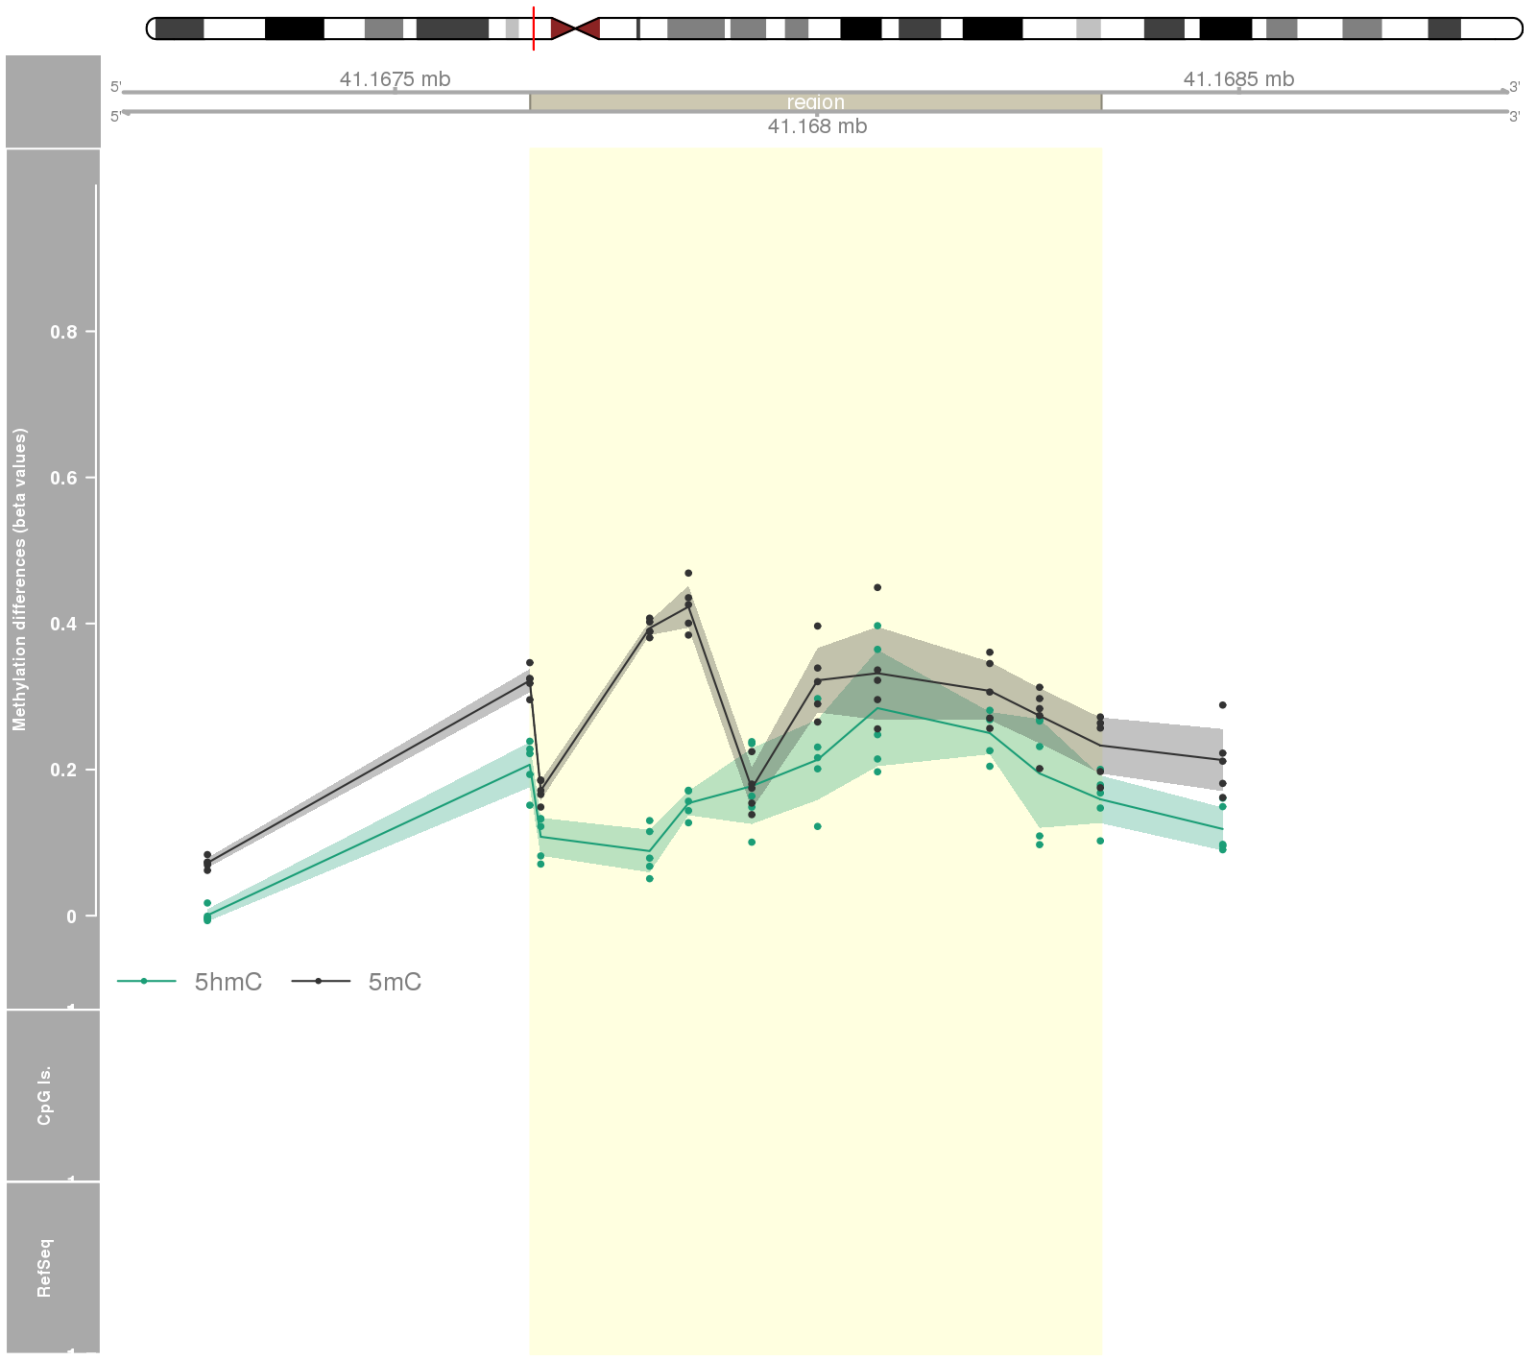 41.1675 mb
41.1685 mb
5'
3'
region
5'
3'
41.168 mb
Methylation differences (beta values)
0.8
0.6
0.4
0.2
0
5hmC
5mC
CpG Is.
RefSeq